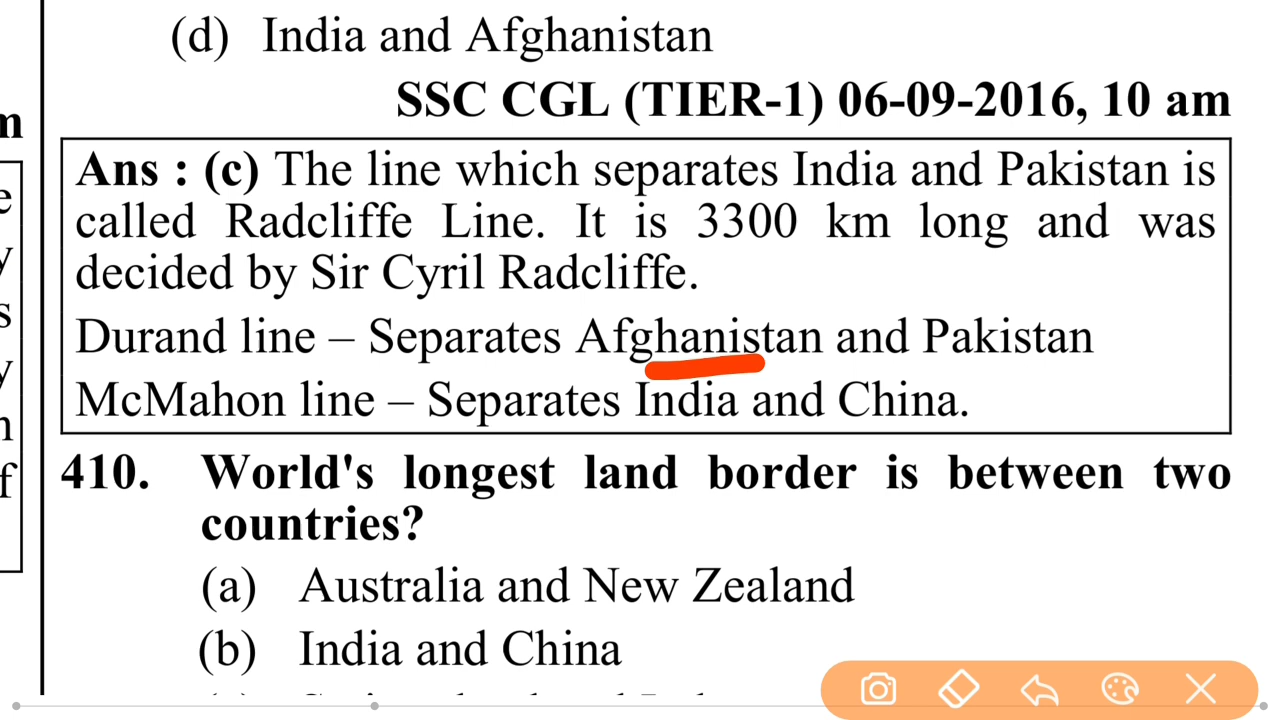 (d) India and Afghanistan
SSC CGL (TIER-1) 06-09-2016, 10 am
Ans : (c) The line which separates India and Pakistan is
called Radcliffe Line. It is 3300 km long and was
decided by Sir Cyril Radcliffe.
Durand line – Separates Afghanistan and Pakistan
McMahon line – Separates India and China.
410. World's longest land border is between two
countries?
(a) Australia and New Zealand
(b) India and China